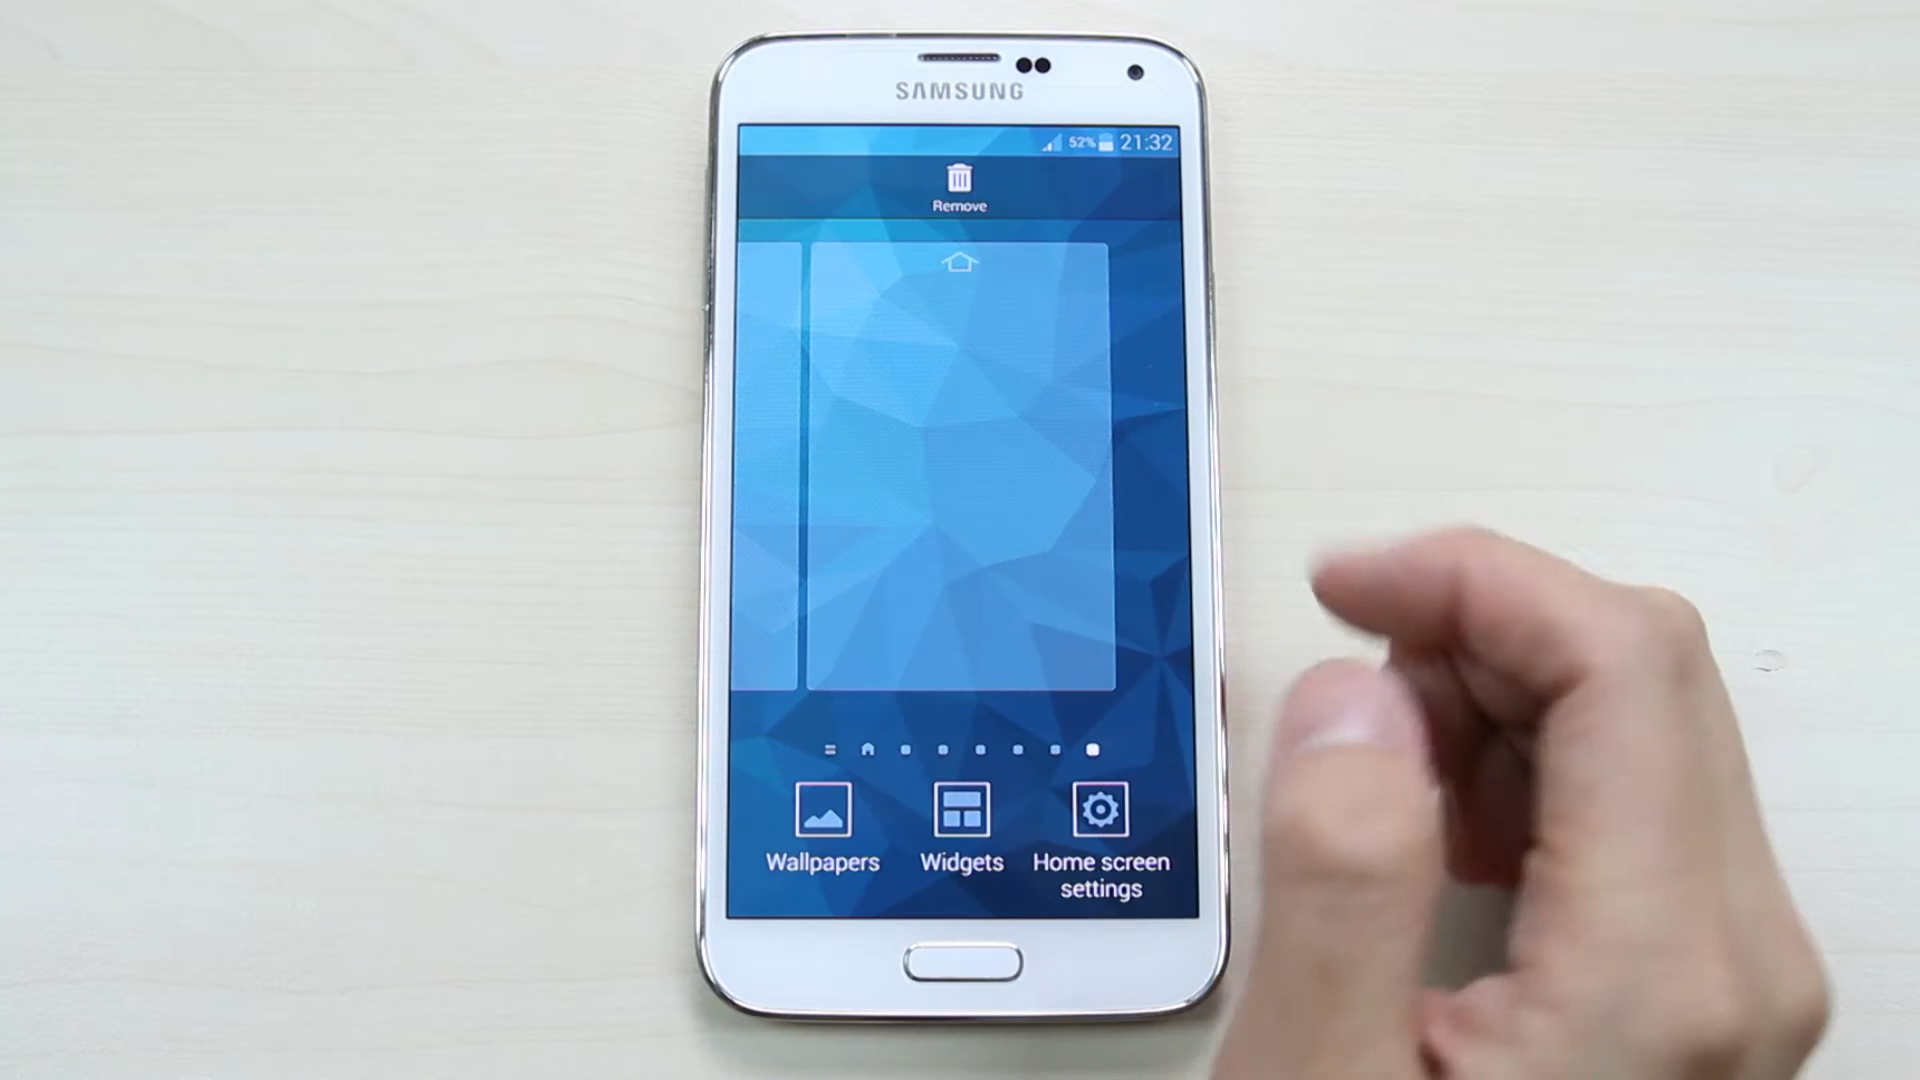 SAMSUNG
52% 21:32
Remove
Wallpapers
Widgets
Home screen
settings